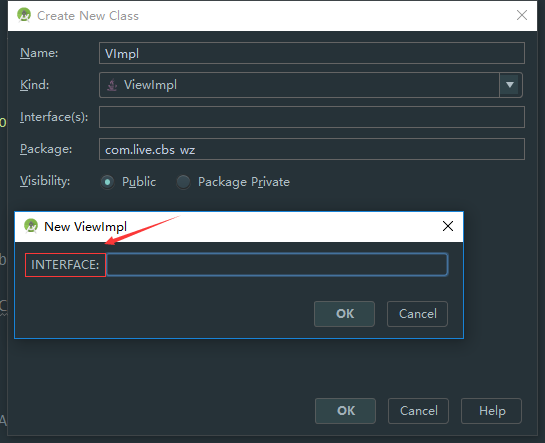 Create New Class
Name: VImpl
Kind: ViewImpl
Interface(s):
Package: com.live.cbs wz
Visibility: Public Package Private
New ViewImpl
INTERFACE:
OK Cancel
OK Cancel Help